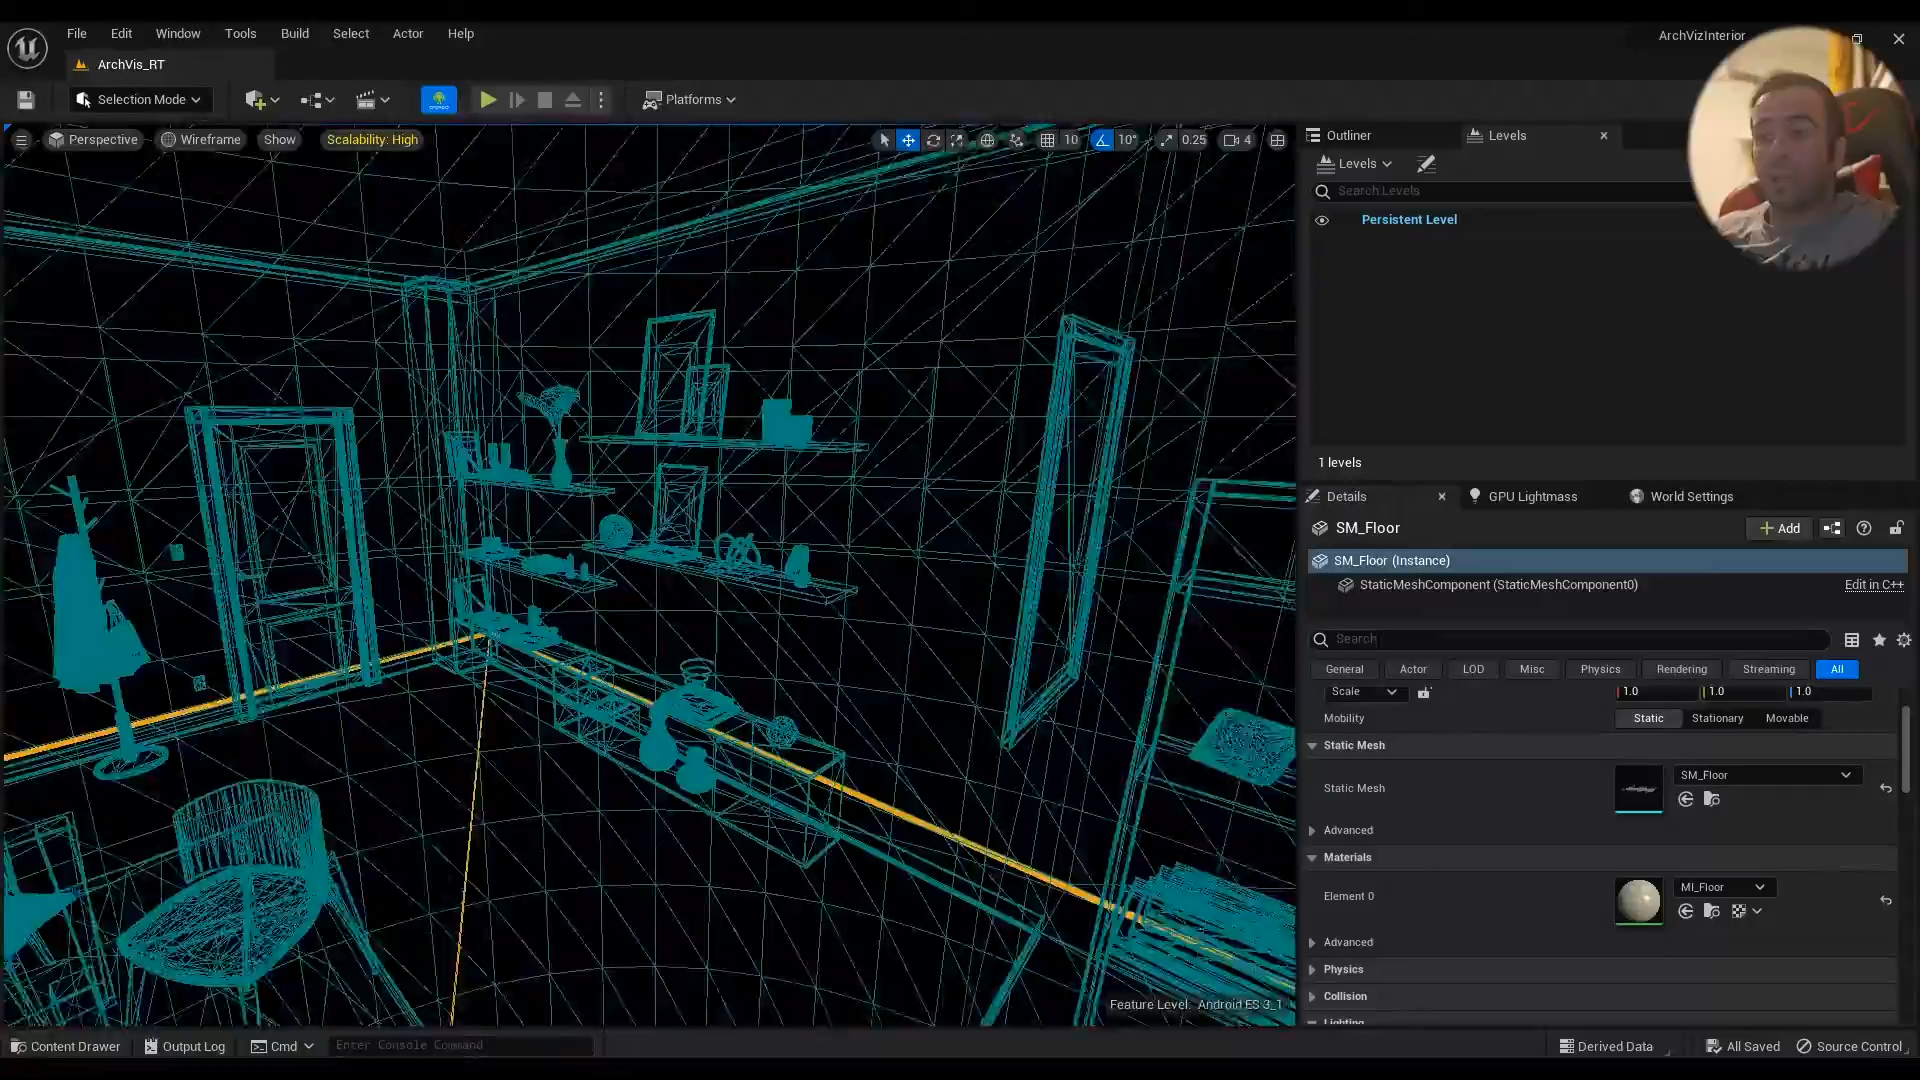 File Edit Window Tools Build Select Actor Help
ArchVizInterior
ArchVis_RT
Selection Mode
Platforms
Perspective Wireframe Show Scalability: High
10 10° 0.25 4
Outliner Levels
Levels
Search Levels
Persistent Level
1 levels
Details GPU Lightmass World Settings
SM_Floor
Add
SM_Floor (Instance)
StaticMeshComponent (StaticMeshComponent0) Edit in C++
Search
General Actor LOD Misc Physics Rendering Streaming All
Scale 1.0 1.0 1.0
Mobility Static Stationary Movable
Static Mesh
SM_Floor
Static Mesh
Advanced
Materials
MI_Floor
Element 0
Advanced
Physics
Collision
Lighting
Feature Level: Android ES 3_1
Content Drawer Output Log Cmd Enter Console Command Derived Data All Saved Source Control